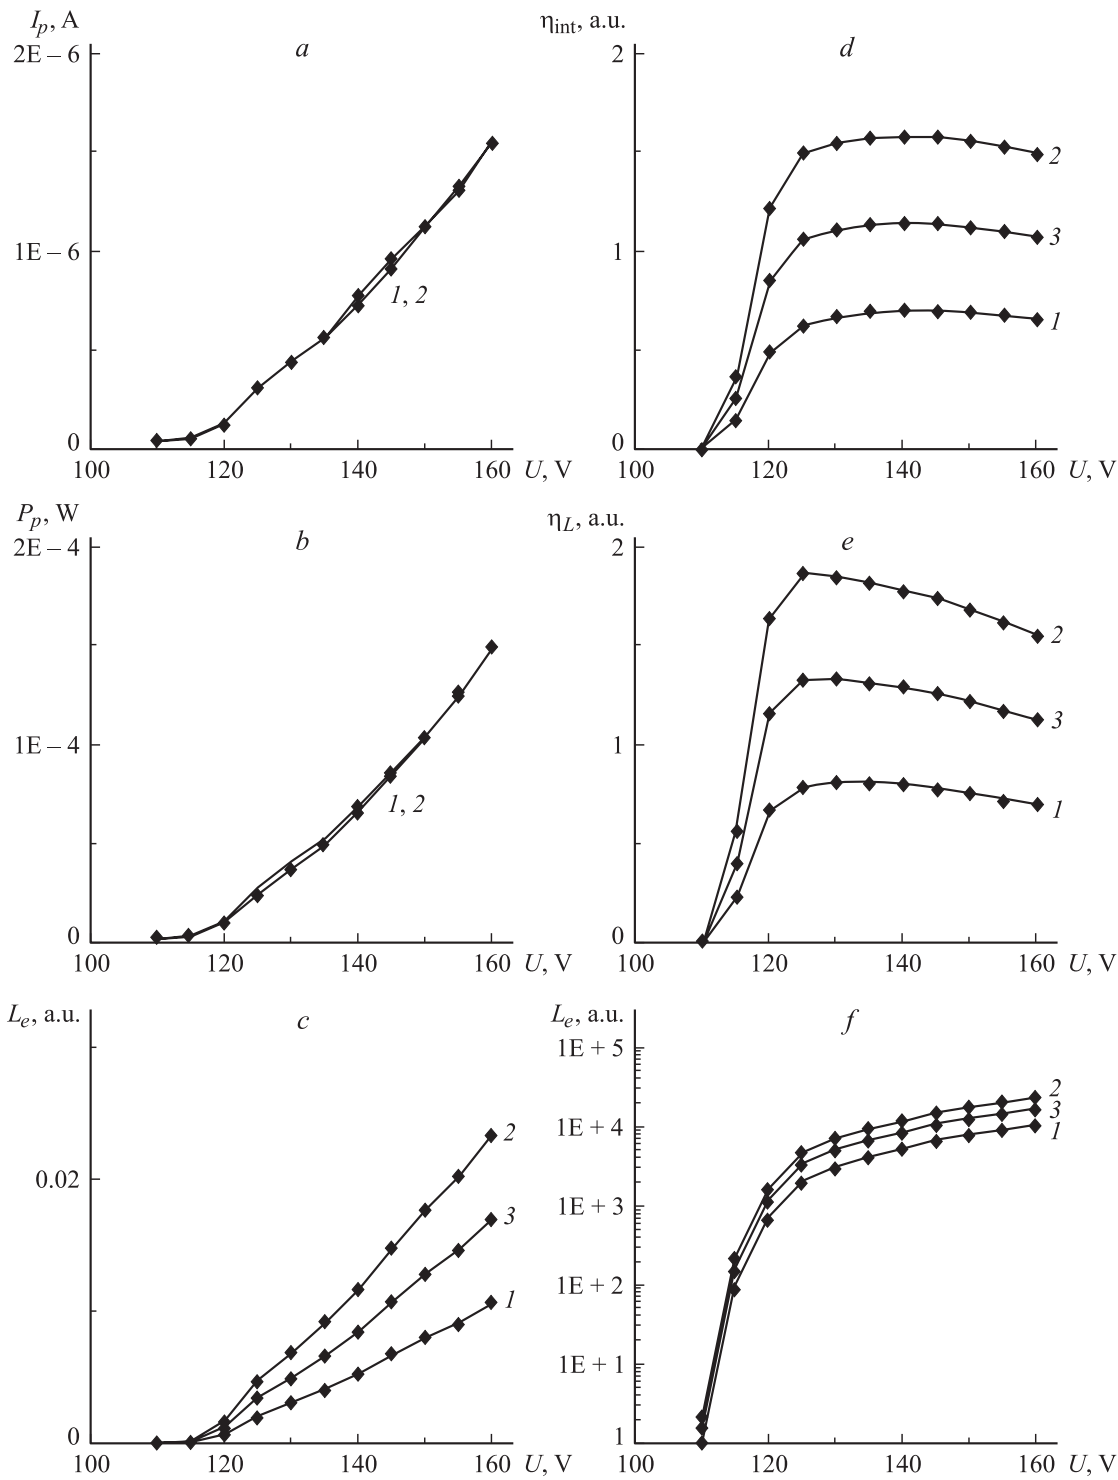 I_p, A
a
2E – 6
1E – 6
1, 2
0
100 120 140 160 U, V
η_int, a.u.
d
2
2
1
3
1
0
100 120 140 160 U, V
P_p, W
b
2E – 4
1E – 4
1, 2
0
100 120 140 160 U, V
η_L, a.u.
e
2
2
3
1
1
0
100 120 140 160 U, V
L_e, a.u.
c
2
0.02
3
1
0
100 120 140 160 U, V
L_e, a.u.
f
1E + 5
2
3
1E + 4
1
1E + 3
1E + 2
1E + 1
1
100 120 140 160 U, V